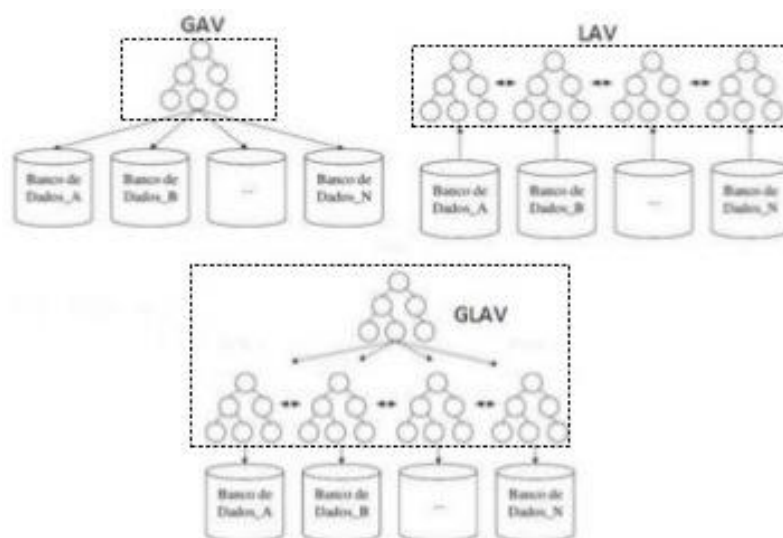 GAV
Banco de
Dados_A
Banco de
Dados_B
...
Banco de
Dados_N
LAV
Banco de
Dados_A
Banco de
Dados_B
...
Banco de
Dados_N
GLAV
Banco de
Dados_A
Banco de
Dados_B
...
Banco de
Dados_N